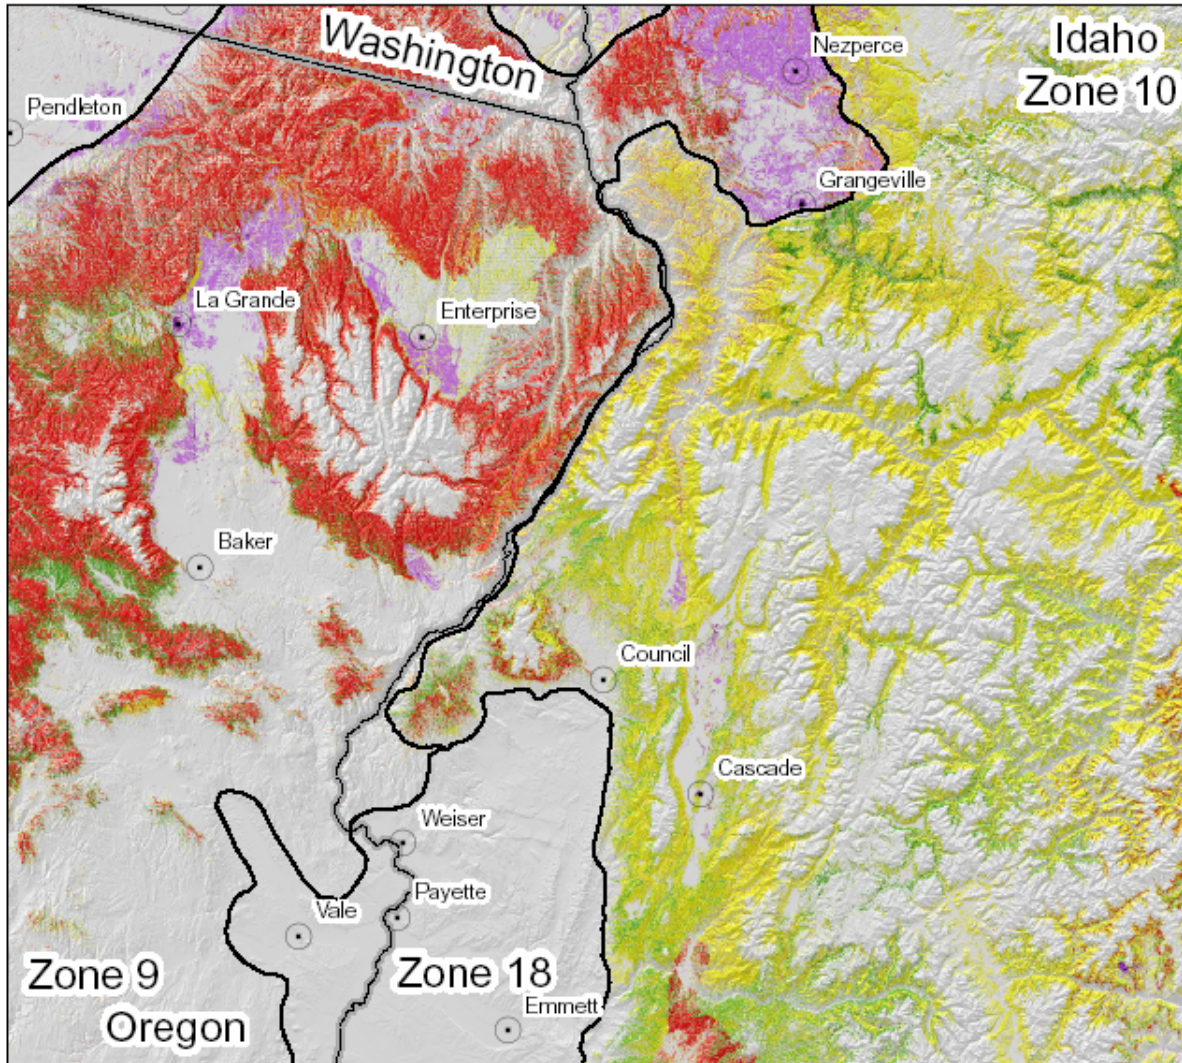 Washington
Nezperce
Idaho
Zone 10
Pendleton
Grangeville
La Grande
Enterprise
Baker
Council
Cascade
Weiser
Payette
Vale
Zone 9
Zone 18
Oregon
Emmett